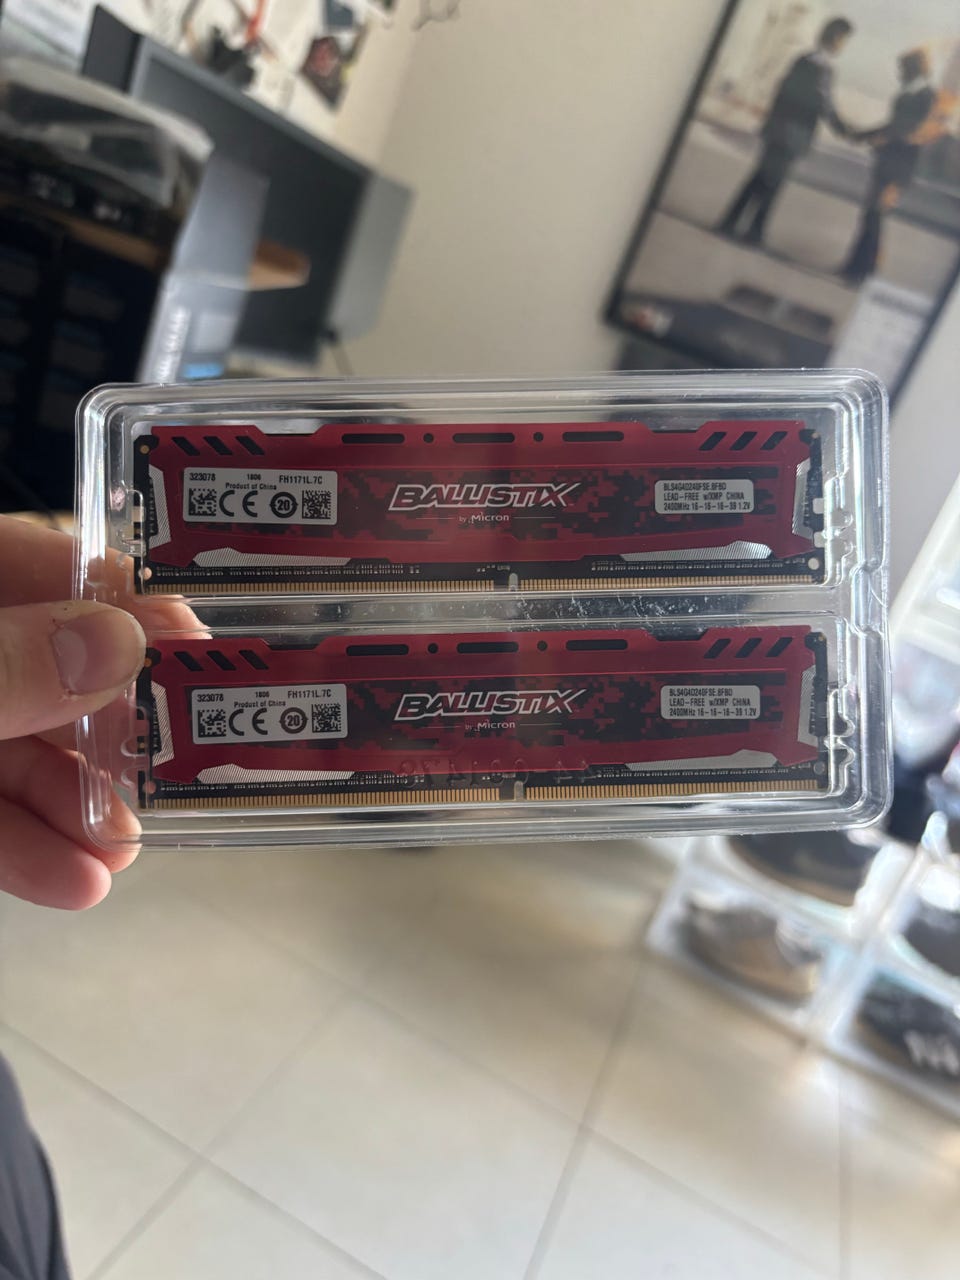 323078 1806 FH1171L.7C
Product of China
CE 20
BALLISTIX
by Micron
BLS4G4D240FSE.8FBD
LEAD-FREE w/XMP CHINA
2400MHz 16-16-16-39 1.2V
323078 1806 FH1171L.7C
Product of China
CE 20
BALLISTIX
by Micron
BLS4G4D240FSE.8FBD
LEAD-FREE w/XMP CHINA
2400MHz 16-16-16-39 1.2V